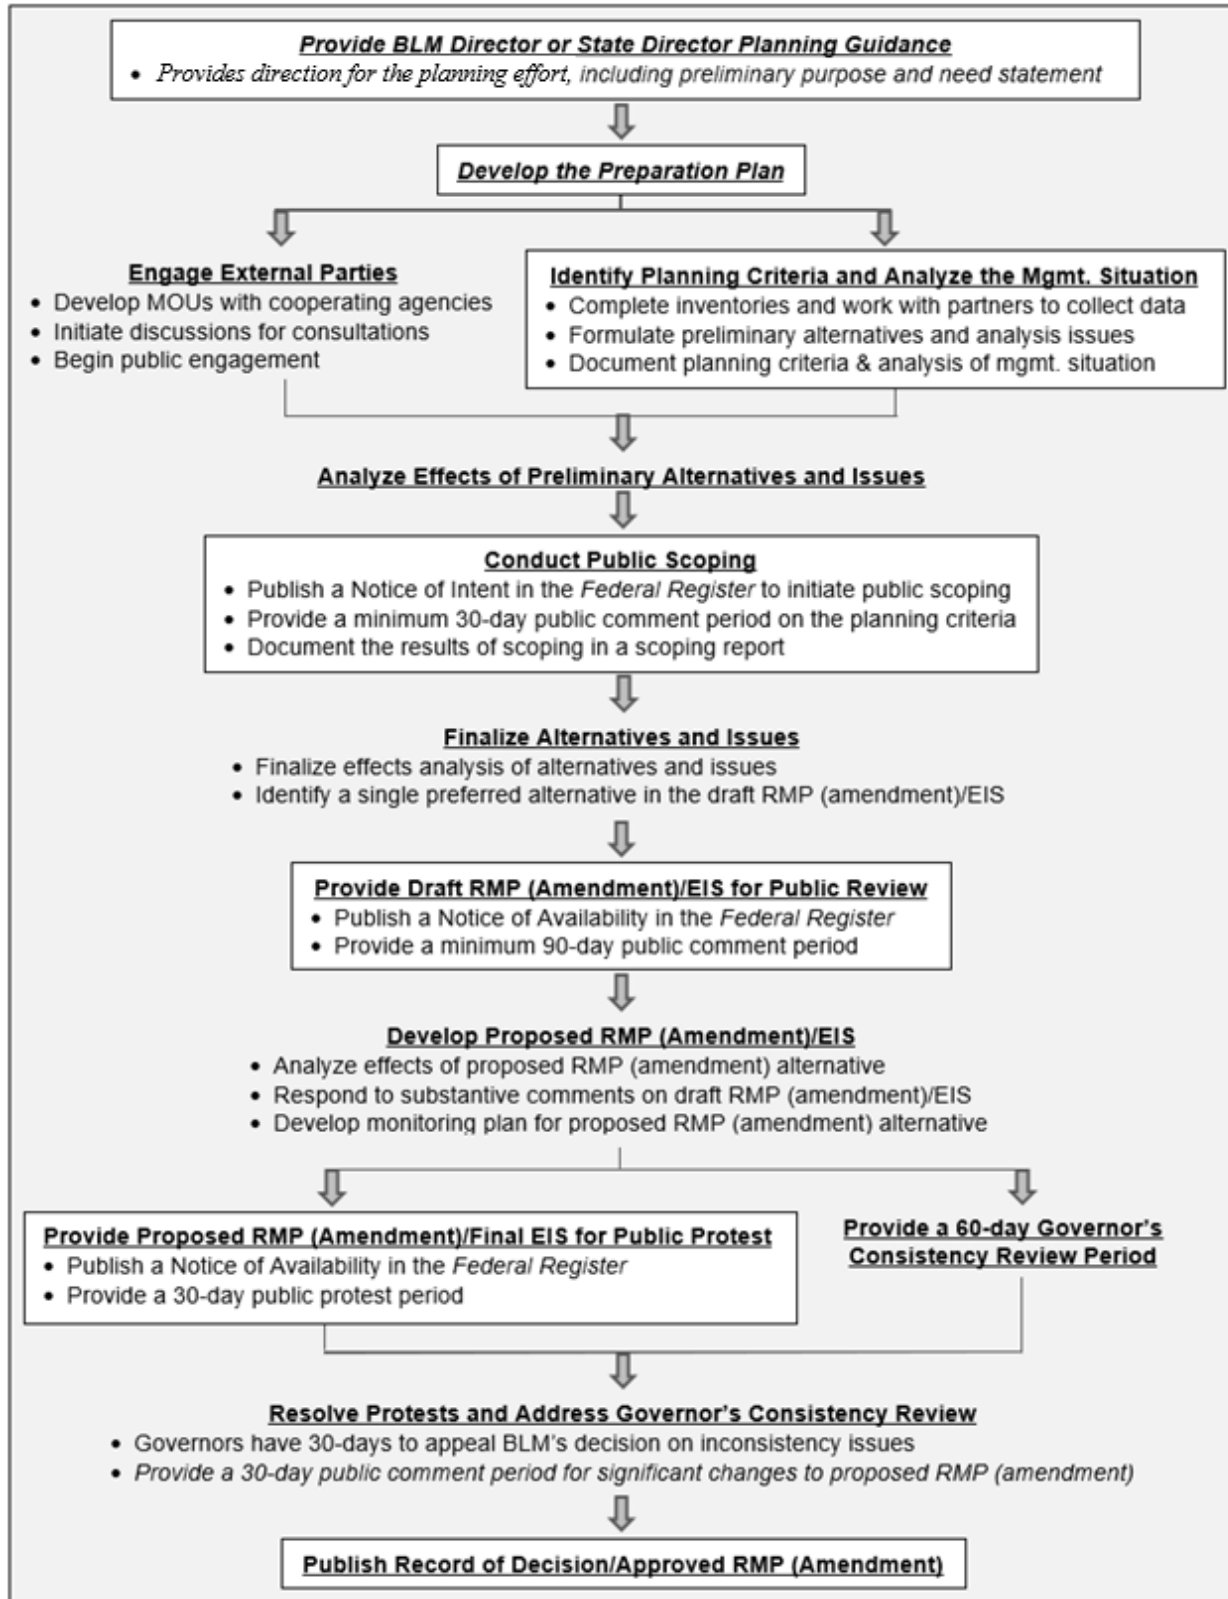 Provide BLM Director or State Director Planning Guidance
• Provides direction for the planning effort, including preliminary purpose and need statement
Develop the Preparation Plan
Engage External Parties
• Develop MOUs with cooperating agencies
• Initiate discussions for consultations
• Begin public engagement
Identify Planning Criteria and Analyze the Mgmt. Situation
• Complete inventories and work with partners to collect data
• Formulate preliminary alternatives and analysis issues
• Document planning criteria & analysis of mgmt. situation
Analyze Effects of Preliminary Alternatives and Issues
Conduct Public Scoping
• Publish a Notice of Intent in the Federal Register to initiate public scoping
• Provide a minimum 30-day public comment period on the planning criteria
• Document the results of scoping in a scoping report
Finalize Alternatives and Issues
• Finalize effects analysis of alternatives and issues
• Identify a single preferred alternative in the draft RMP (amendment)/EIS
Provide Draft RMP (Amendment)/EIS for Public Review
• Publish a Notice of Availability in the Federal Register
• Provide a minimum 90-day public comment period
Develop Proposed RMP (Amendment)/EIS
• Analyze effects of proposed RMP (amendment) alternative
• Respond to substantive comments on draft RMP (amendment)/EIS
• Develop monitoring plan for proposed RMP (amendment) alternative
Provide Proposed RMP (Amendment)/Final EIS for Public Protest
• Publish a Notice of Availability in the Federal Register
• Provide a 30-day public protest period
Provide a 60-day Governor's
Consistency Review Period
Resolve Protests and Address Governor's Consistency Review
• Governors have 30-days to appeal BLM's decision on inconsistency issues
• Provide a 30-day public comment period for significant changes to proposed RMP (amendment)
Publish Record of Decision/Approved RMP (Amendment)